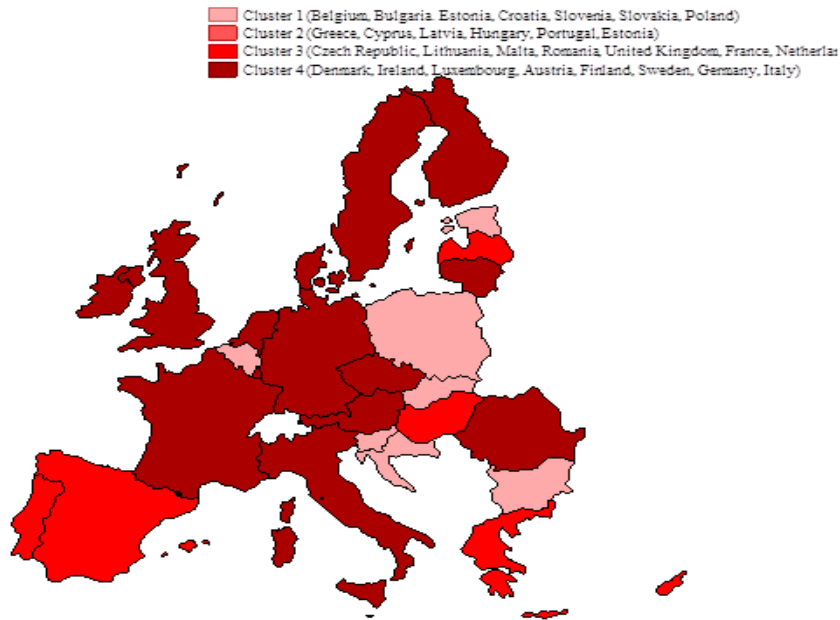 Cluster 1 (Belgium, Bulgaria. Estonia, Croatia, Slovenia, Slovakia, Poland)
Cluster 2 (Greece, Cyprus, Latvia, Hungary, Portugal, Estonia)
Cluster 3 (Czech Republic, Lithuania, Malta, Romania, United Kingdom, France, Netherla
Cluster 4 (Denmark, Ireland, Luxembourg, Austria, Finland, Sweden, Germany, Italy)